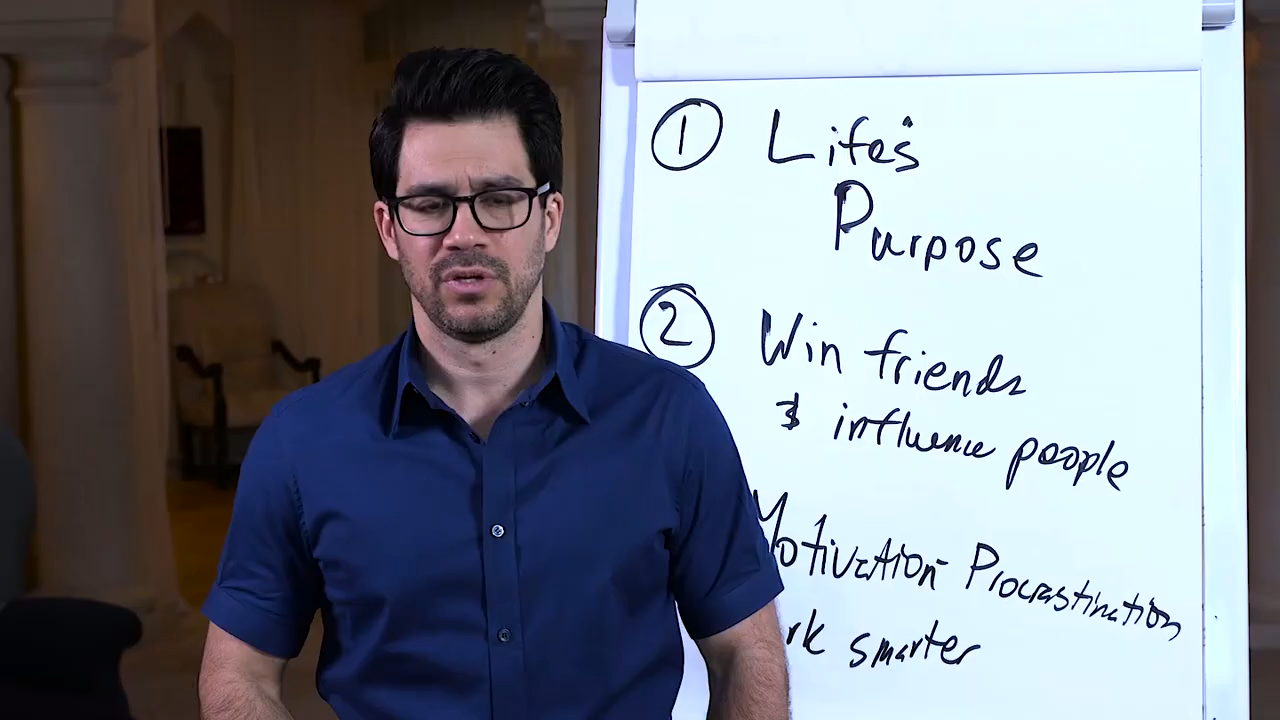 ① Life's
Purpose
② Win friends
& influence people
Motivation- Procrastination
rk smarter